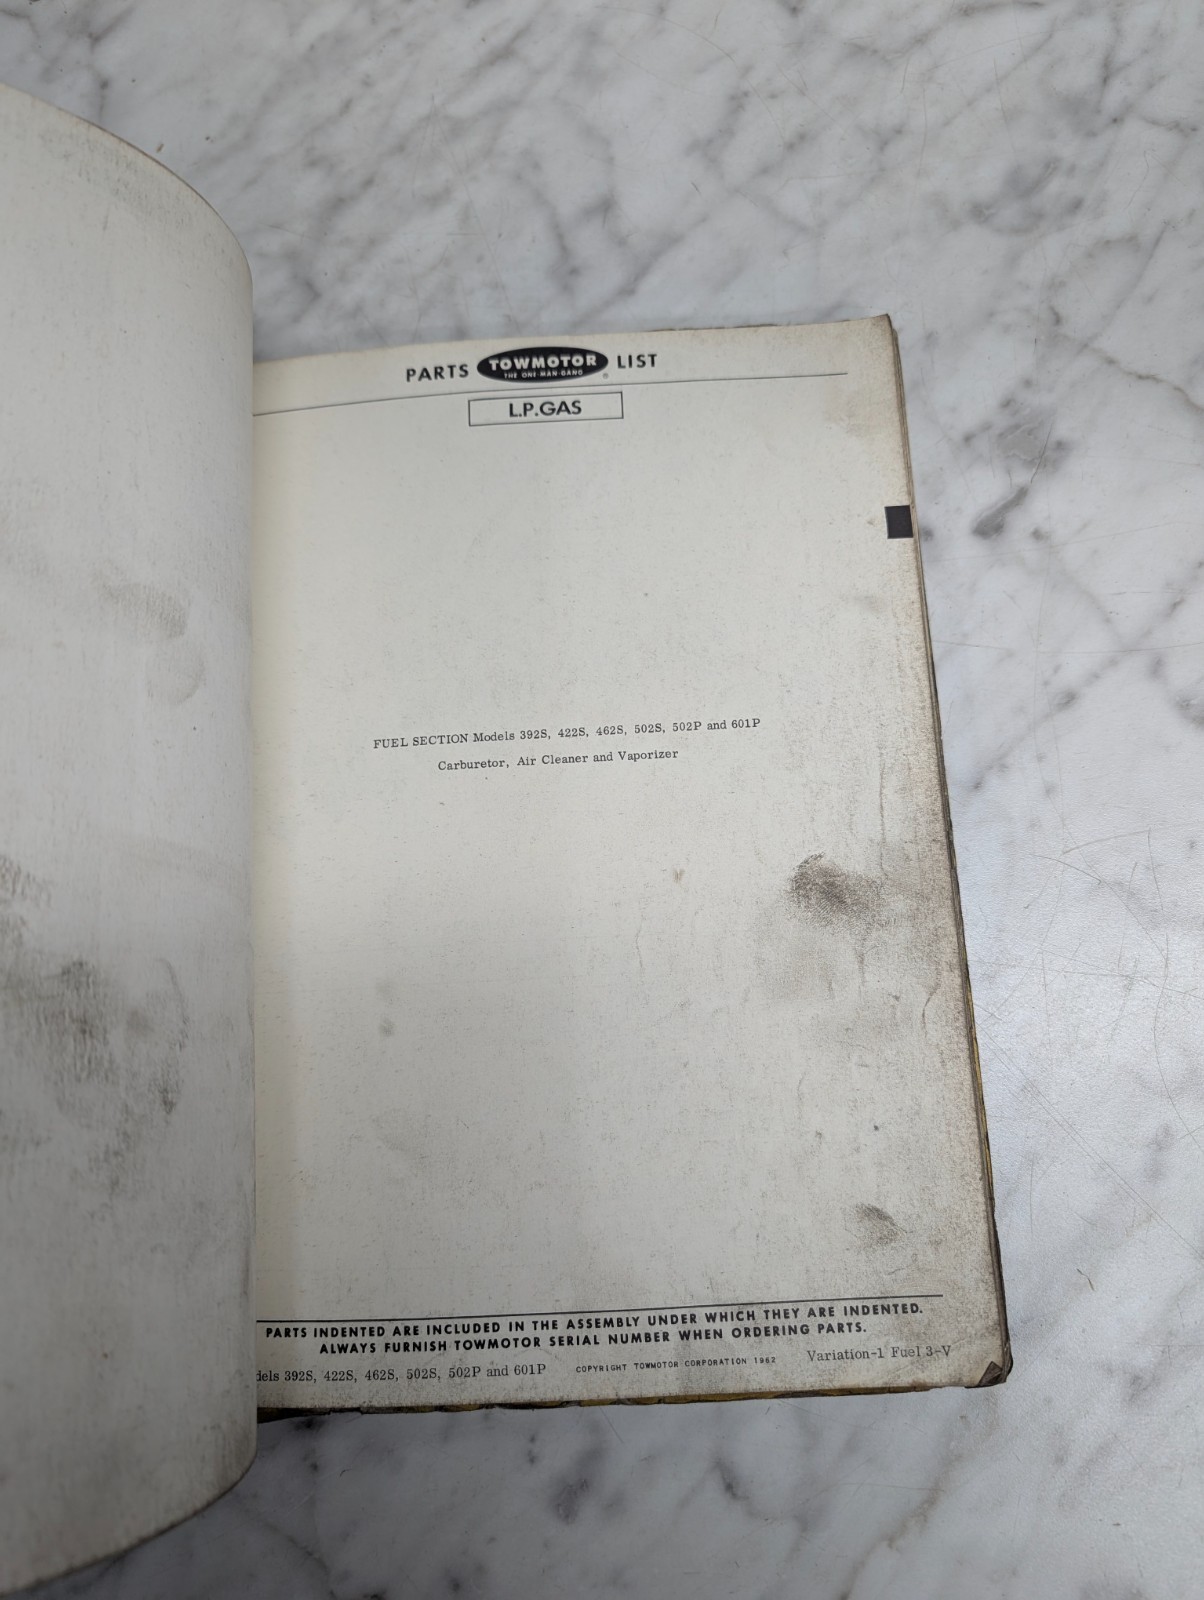 PARTS TOWMOTOR LIST
THE ONE-MAN-GANG ®
L.P.GAS
FUEL SECTION Models 392S, 422S, 462S, 502S, 502P and 601P
Carburetor, Air Cleaner and Vaporizer
PARTS INDENTED ARE INCLUDED IN THE ASSEMBLY UNDER WHICH THEY ARE INDENTED.
ALWAYS FURNISH TOWMOTOR SERIAL NUMBER WHEN ORDERING PARTS.
dels 392S, 422S, 462S, 502S, 502P and 601P COPYRIGHT TOWMOTOR CORPORATION 1962 Variation-1 Fuel 3-V